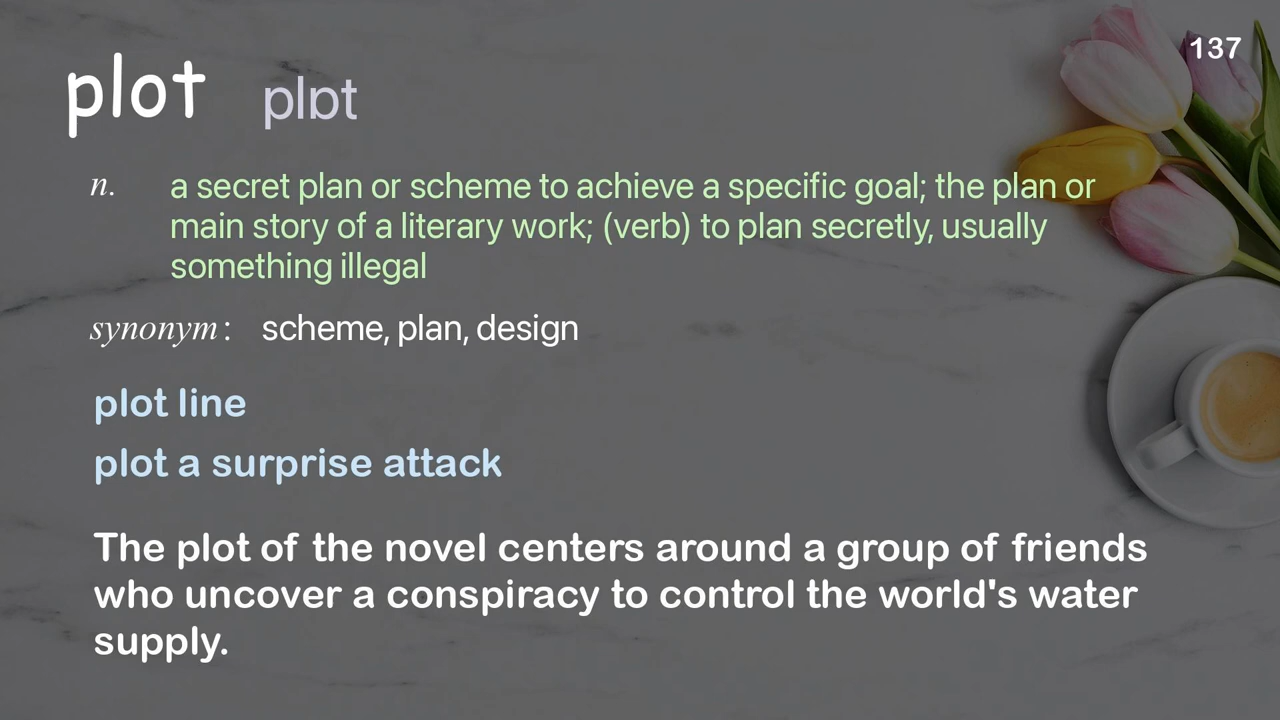 137
plot plɒt
n. a secret plan or scheme to achieve a specific goal; the plan or
main story of a literary work; (verb) to plan secretly, usually
something illegal
synonym: scheme, plan, design
plot line
plot a surprise attack
The plot of the novel centers around a group of friends
who uncover a conspiracy to control the world's water
supply.